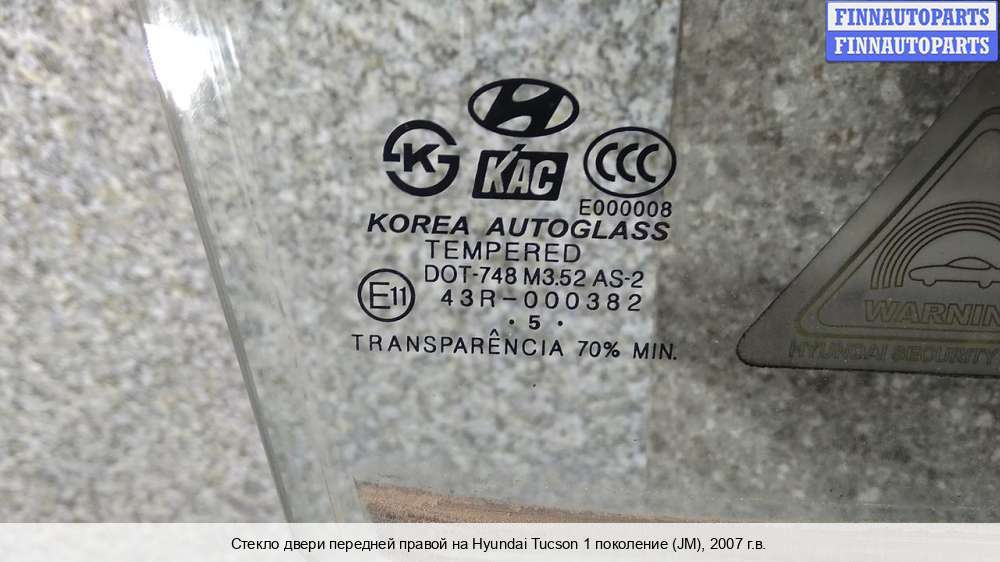 FINNAUTOPARTS
FINNAUTOPARTS
K
KAC
CCC
E000008
KOREA AUTOGLASS
TEMPERED
DOT-748 M3.52 AS-2
E11
43R-000382
· 5 ·
TRANSPARÊNCIA 70% MIN.
HYUNDAI SECURITY
Стекло двери передней правой на Hyundai Tucson 1 поколение (JM), 2007 г.в.